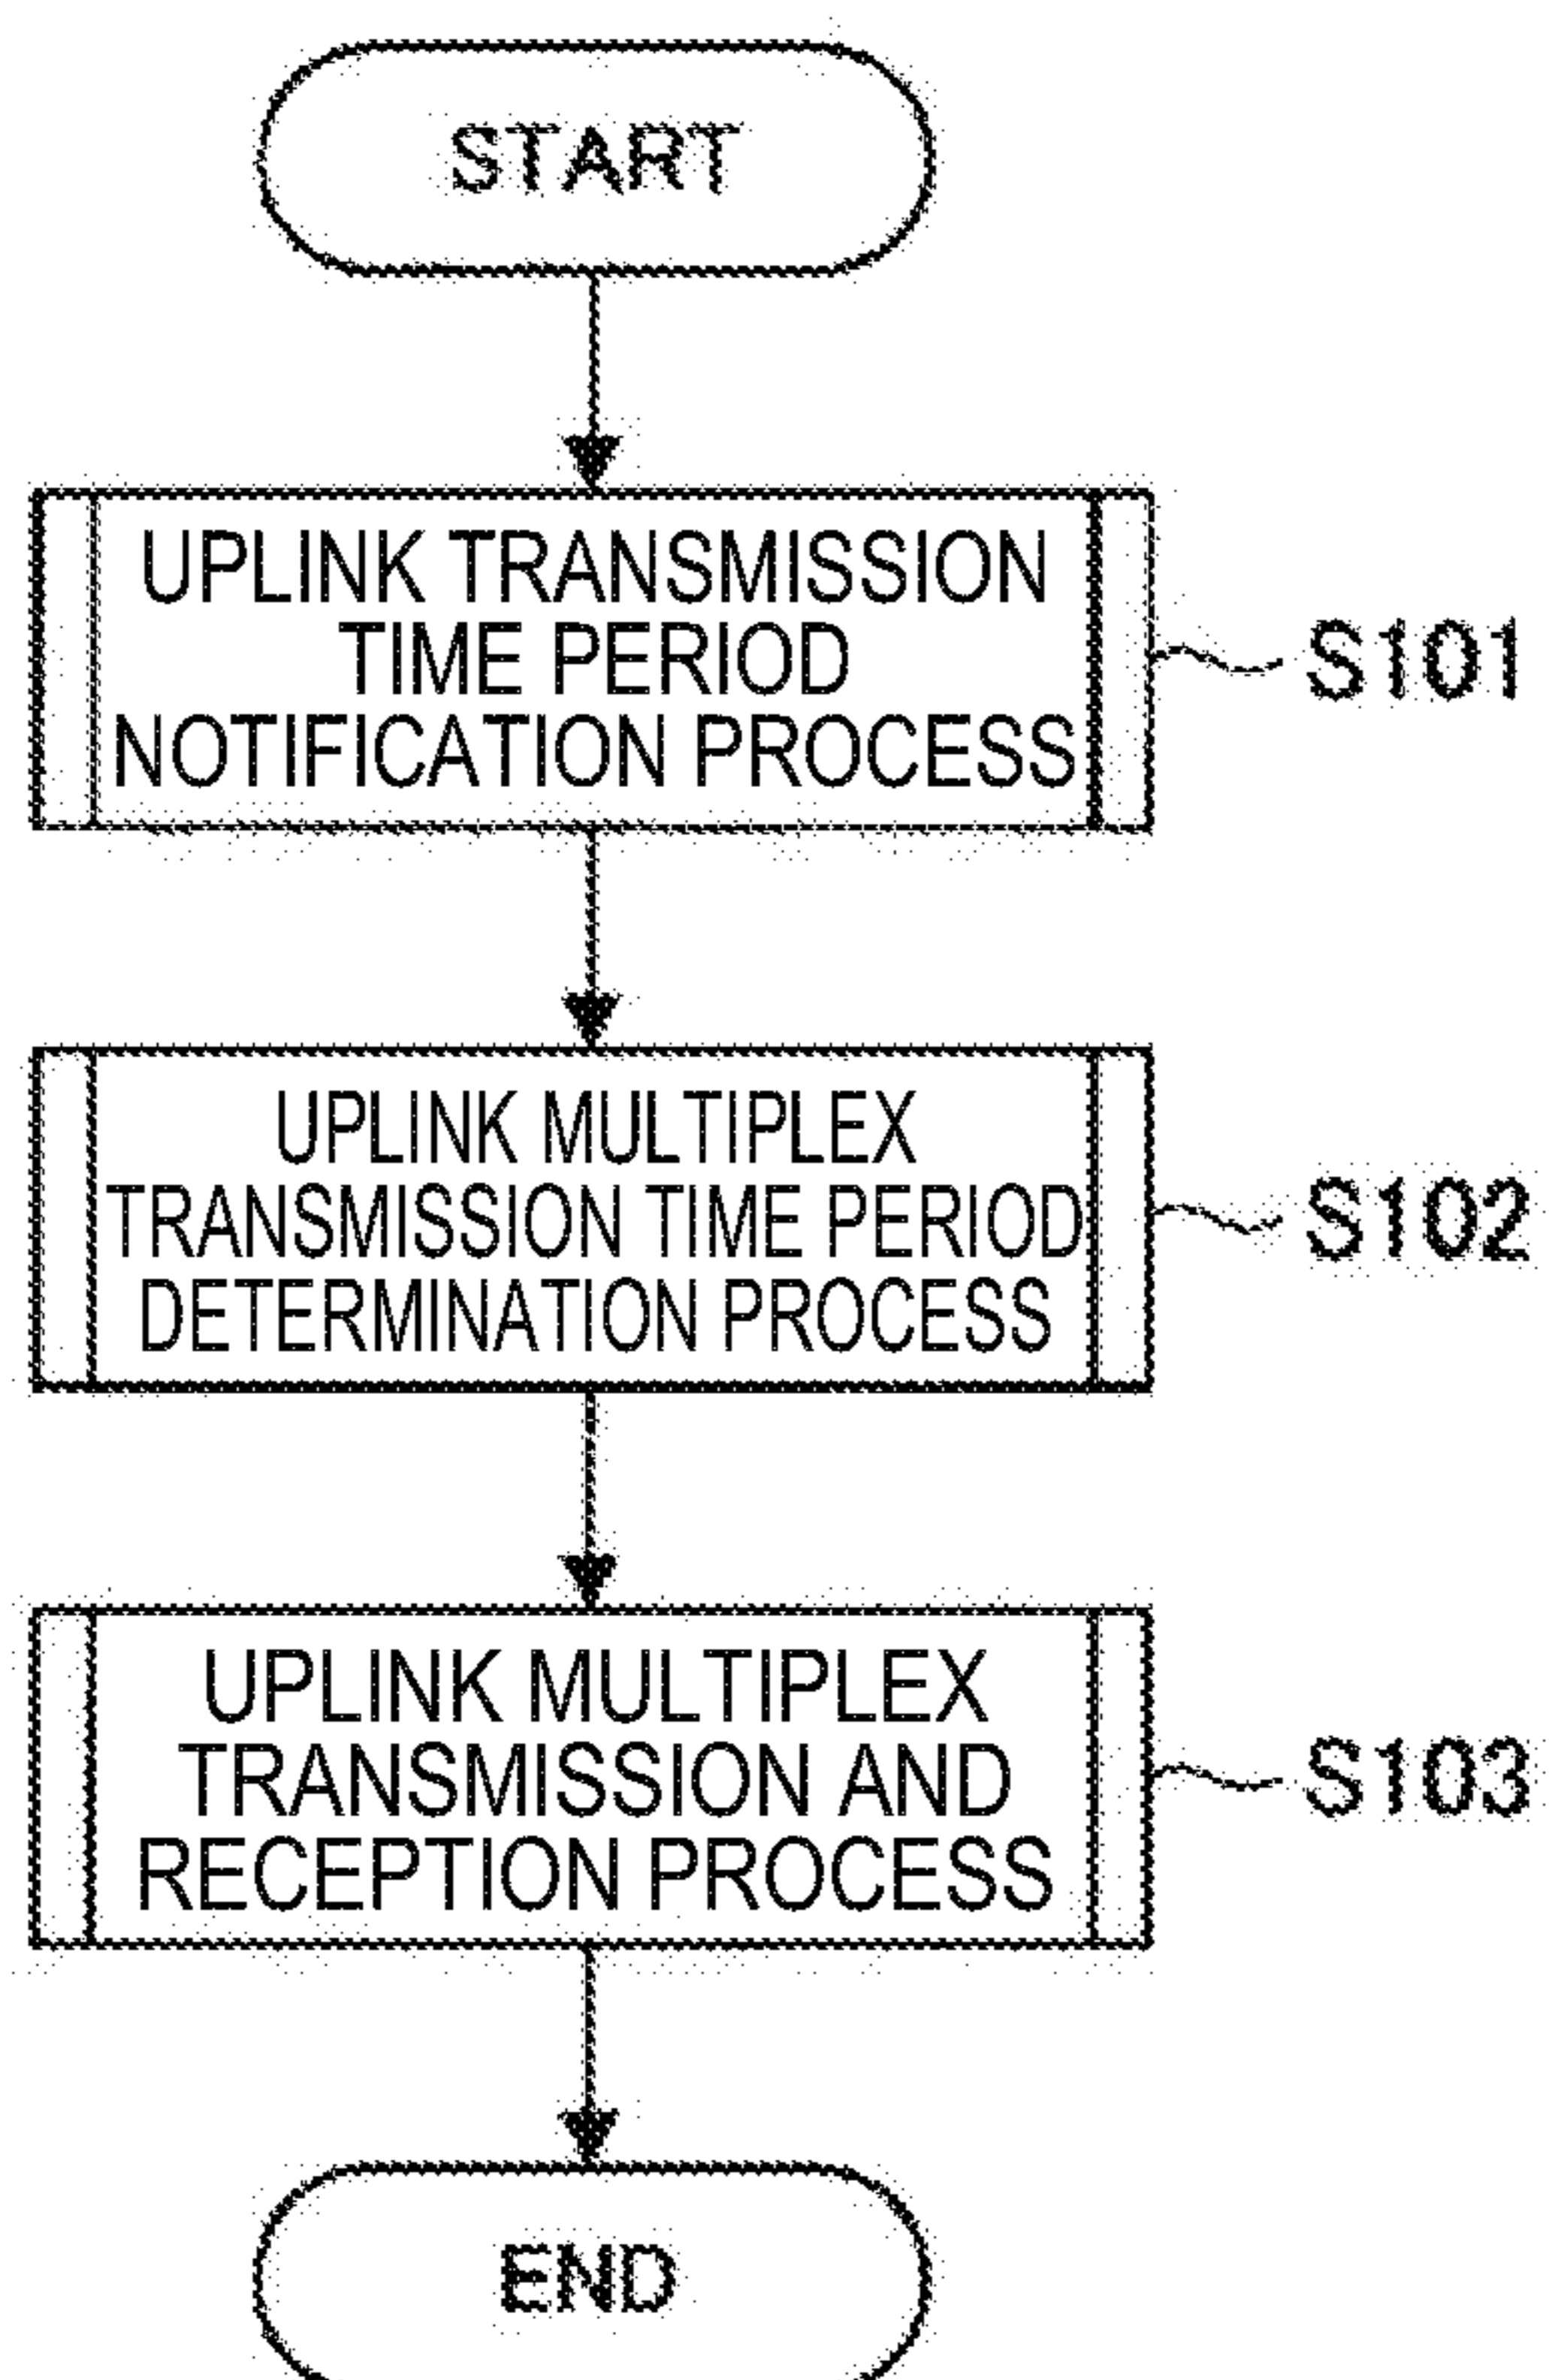 START
UPLINK TRANSMISSION
TIME PERIOD
NOTIFICATION PROCESS
S101
UPLINK MULTIPLEX
TRANSMISSION TIME PERIOD
DETERMINATION PROCESS
S102
UPLINK MULTIPLEX
TRANSMISSION AND
RECEPTION PROCESS
S103
END